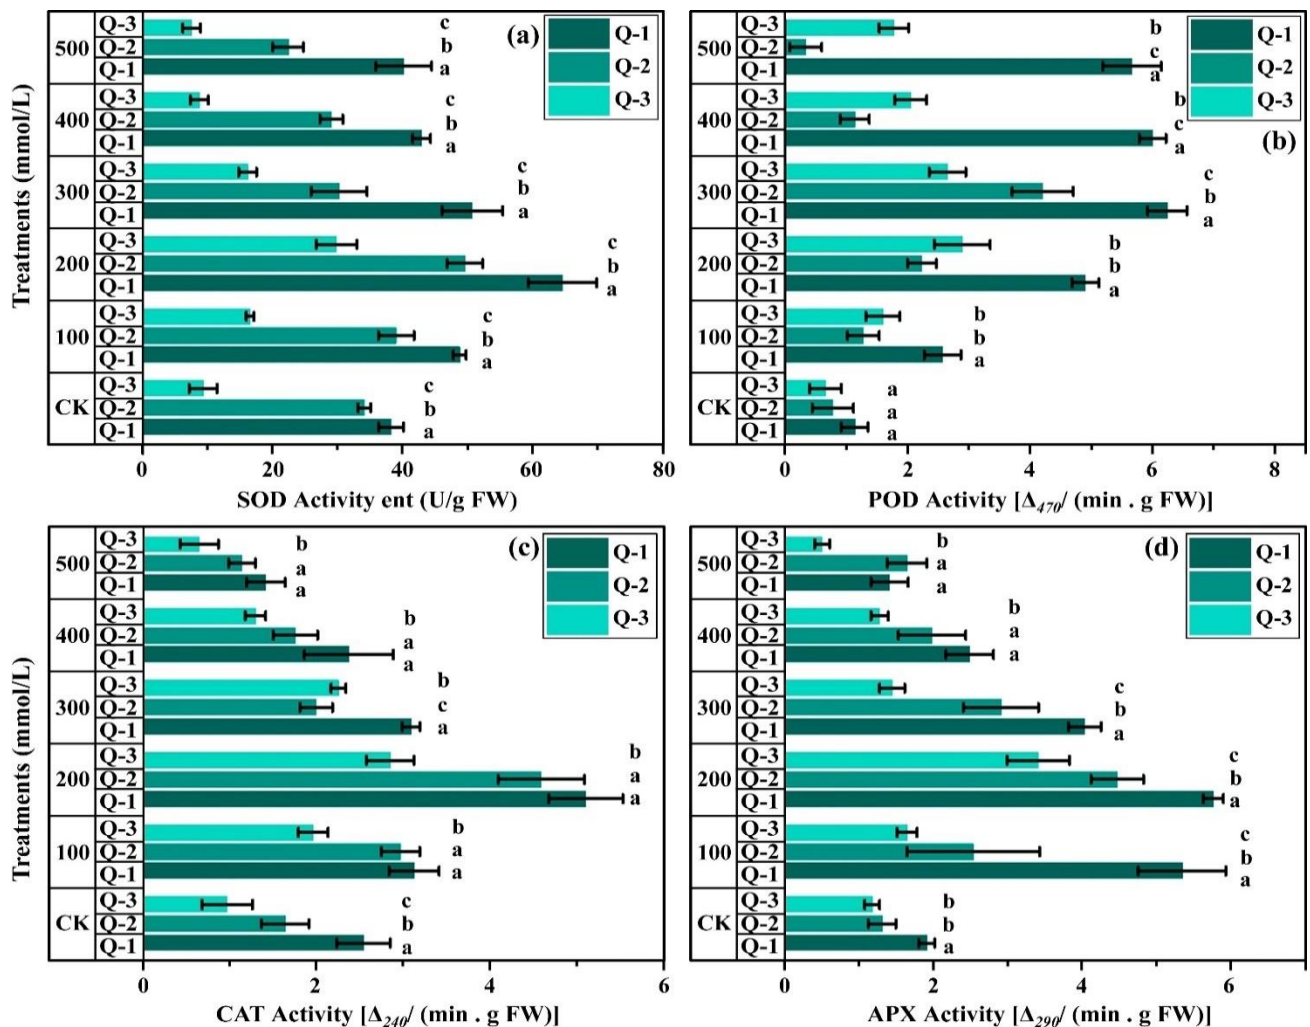 Treatments (mmol/L)
500
Q-3
c
Q-2
b
Q-1
a
400
Q-3
c
Q-2
b
Q-1
a
300
Q-3
c
Q-2
b
Q-1
a
200
Q-3
c
Q-2
b
Q-1
a
100
Q-3
c
Q-2
b
Q-1
a
CK
Q-3
c
Q-2
b
Q-1
a
(a)
Q-1
Q-2
Q-3
0 20 40 60 80
SOD Activity ent (U/g FW)
500
Q-3
b
Q-2
c
Q-1
a
400
Q-3
b
Q-2
c
Q-1
a
300
Q-3
c
Q-2
b
Q-1
a
200
Q-3
b
Q-2
b
Q-1
a
100
Q-3
b
Q-2
b
Q-1
a
CK
Q-3
a
Q-2
a
Q-1
a
Q-1
Q-2
Q-3
(b)
0 2 4 6 8
POD Activity [Δ470/ (min . g FW)]
Treatments (mmol/L)
500
Q-3
b
Q-2
a
Q-1
a
400
Q-3
b
Q-2
a
Q-1
a
300
Q-3
b
Q-2
c
Q-1
a
200
Q-3
b
Q-2
a
Q-1
a
100
Q-3
b
Q-2
a
Q-1
a
CK
Q-3
c
Q-2
b
Q-1
a
(c)
Q-1
Q-2
Q-3
0 2 4 6
CAT Activity [Δ240/ (min . g FW)]
500
Q-3
b
Q-2
a
Q-1
a
400
Q-3
b
Q-2
a
Q-1
a
300
Q-3
c
Q-2
b
Q-1
a
200
Q-3
c
Q-2
b
Q-1
a
100
Q-3
c
Q-2
b
Q-1
a
CK
Q-3
b
Q-2
b
Q-1
a
(d)
Q-1
Q-2
Q-3
0 2 4 6
APX Activity [Δ290/ (min . g FW)]